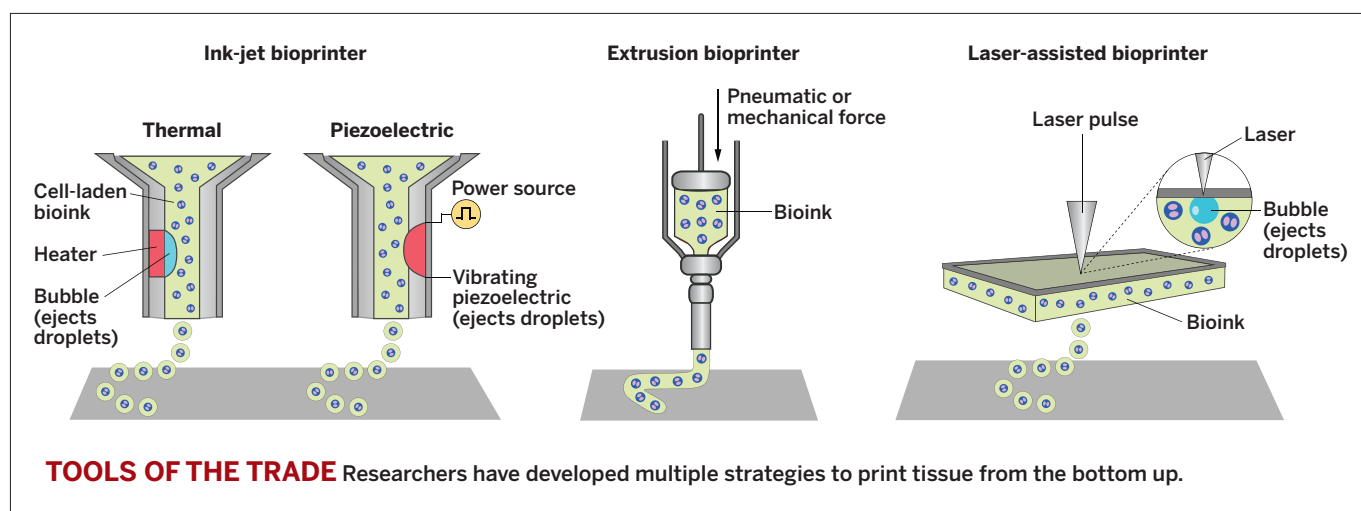 Ink-jet bioprinter
Thermal
Piezoelectric
Cell-laden
bioink
Heater
Bubble
(ejects
droplets)
Power source
Vibrating
piezoelectric
(ejects droplets)
Extrusion bioprinter
Pneumatic or
mechanical force
Bioink
Laser-assisted bioprinter
Laser pulse
Laser
Bubble
(ejects
droplets)
Bioink
TOOLS OF THE TRADE Researchers have developed multiple strategies to print tissue from the bottom up.